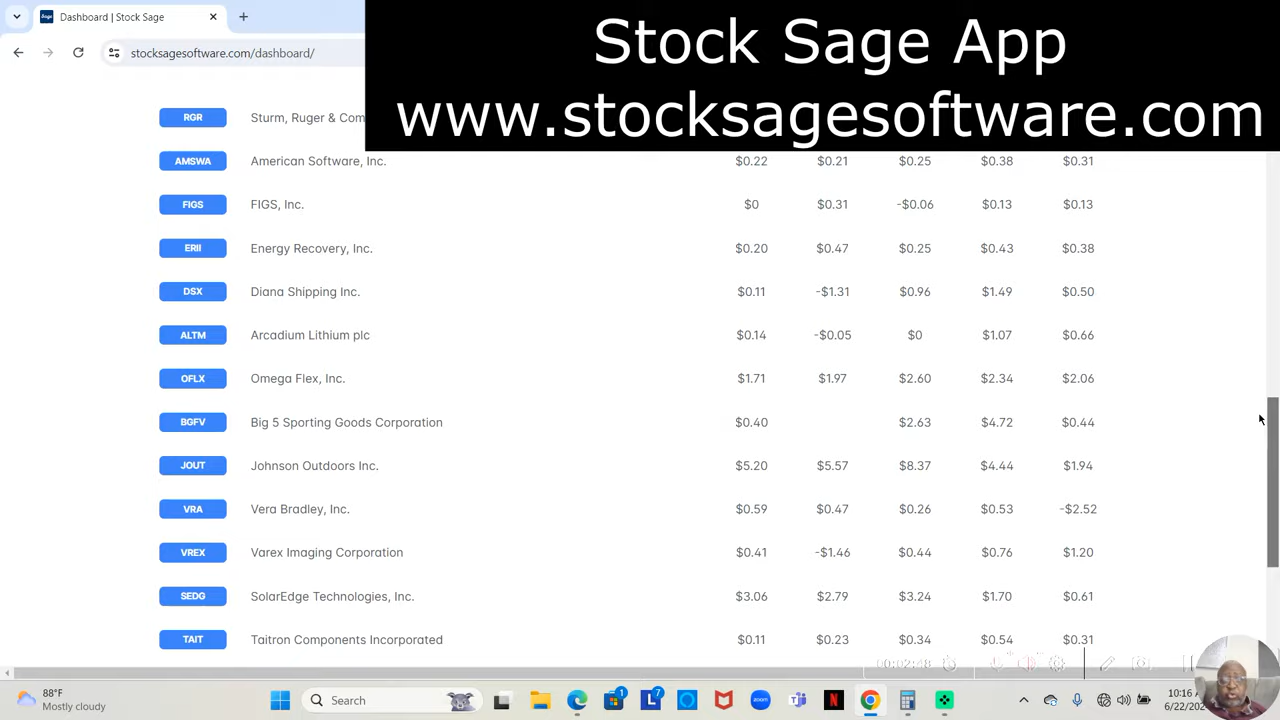 Dashboard | Stock Sage
stocksagesoftware.com/dashboard/
Stock Sage App
www.stocksagesoftware.com
RGR Sturm, Ruger & Com
AMSWA American Software, Inc. $0.22 $0.21 $0.25 $0.38 $0.31
FIGS FIGS, Inc. $0 $0.31 -$0.06 $0.13 $0.13
ERII Energy Recovery, Inc. $0.20 $0.47 $0.25 $0.43 $0.38
DSX Diana Shipping Inc. $0.11 -$1.31 $0.96 $1.49 $0.50
ALTM Arcadium Lithium plc $0.14 -$0.05 $0 $1.07 $0.66
OFLX Omega Flex, Inc. $1.71 $1.97 $2.60 $2.34 $2.06
BGFV Big 5 Sporting Goods Corporation $0.40 $2.63 $4.72 $0.44
JOUT Johnson Outdoors Inc. $5.20 $5.57 $8.37 $4.44 $1.94
VRA Vera Bradley, Inc. $0.59 $0.47 $0.26 $0.53 -$2.52
VREX Varex Imaging Corporation $0.41 -$1.46 $0.44 $0.76 $1.20
SEDG SolarEdge Technologies, Inc. $3.06 $2.79 $3.24 $1.70 $0.61
TAIT Taitron Components Incorporated $0.11 $0.23 $0.34 $0.54 $0.31
00:02:48
88°F
Mostly cloudy
Search
1
7
zoom
10:16 A
6/22/202